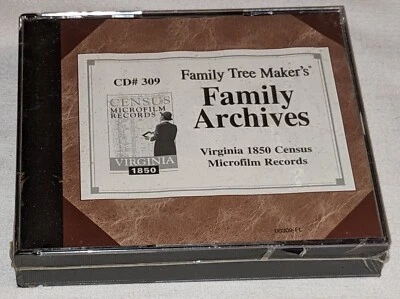 CD# 309
CENSUS
MICROFILM
RECORDS
VIRGINIA
1850
Family Tree Maker's®
Family
Archives
Virginia 1850 Census
Microfilm Records